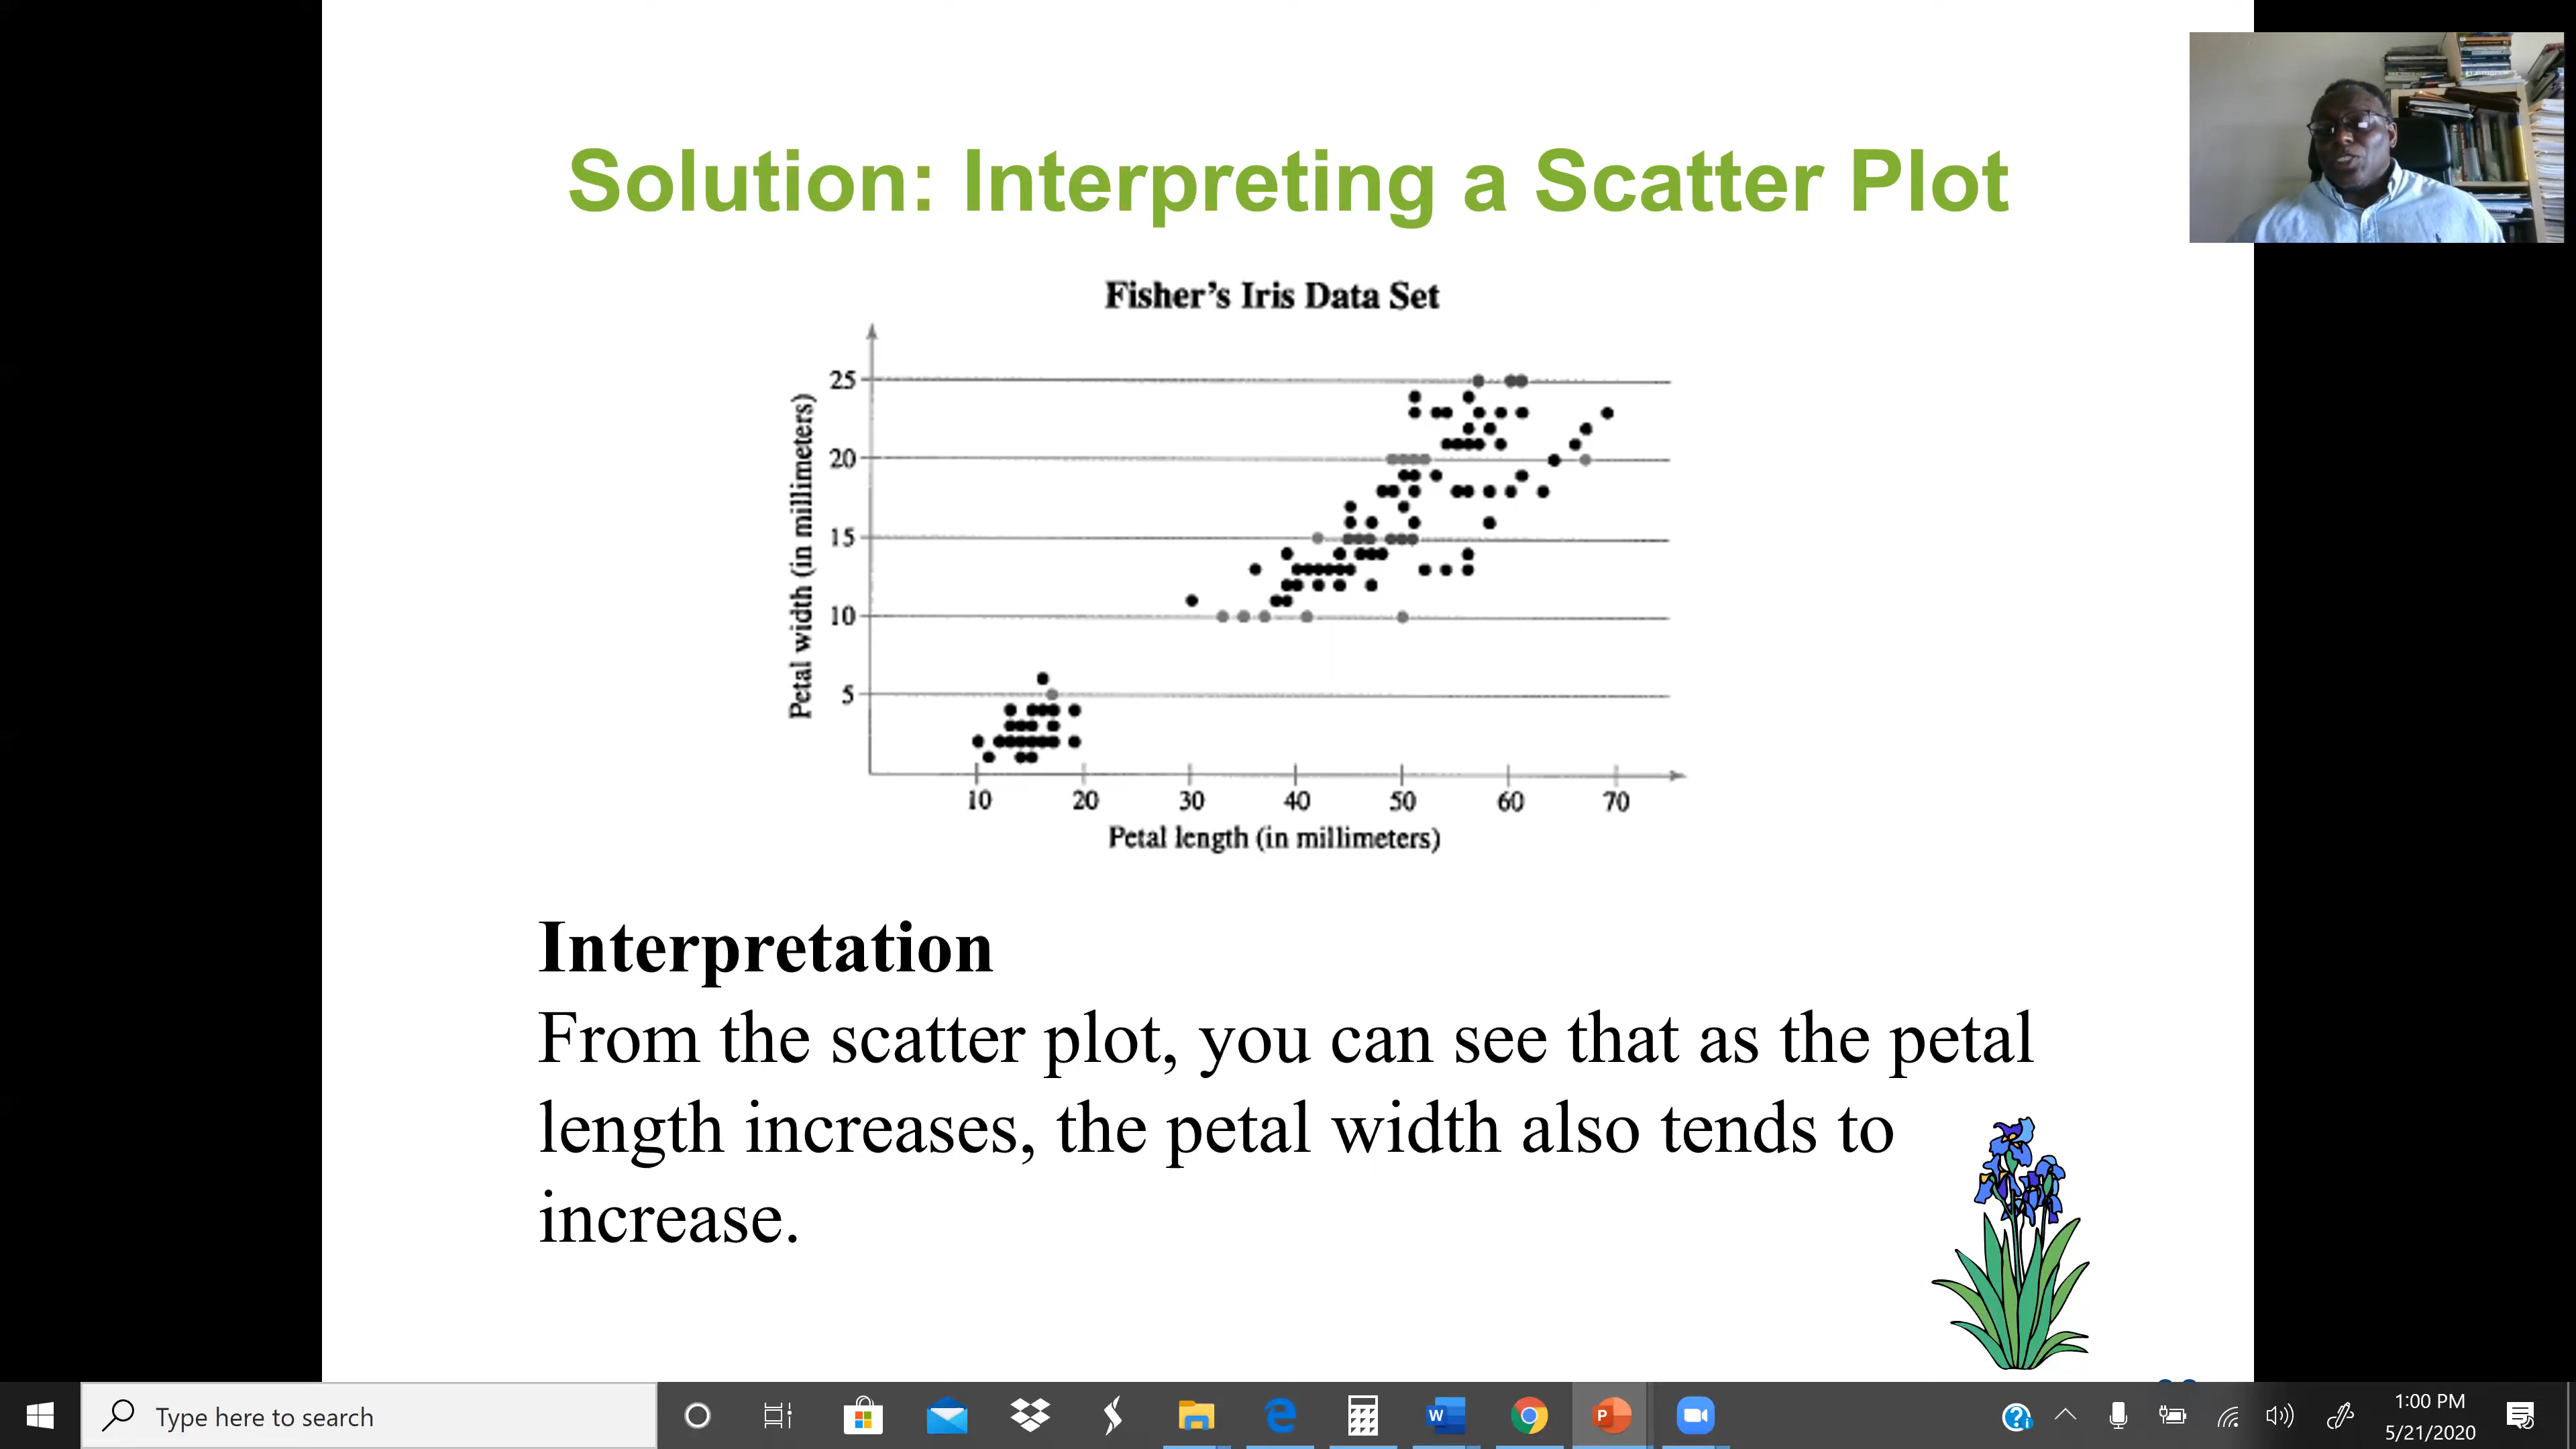 Solution: Interpreting a Scatter Plot
Fisher's Iris Data Set
Petal width (in millimeters)
25
20
15
10
5
10 20 30 40 50 60 70
Petal length (in millimeters)
Interpretation
From the scatter plot, you can see that as the petal
length increases, the petal width also tends to
increase.
Type here to search
1:00 PM
5/21/2020